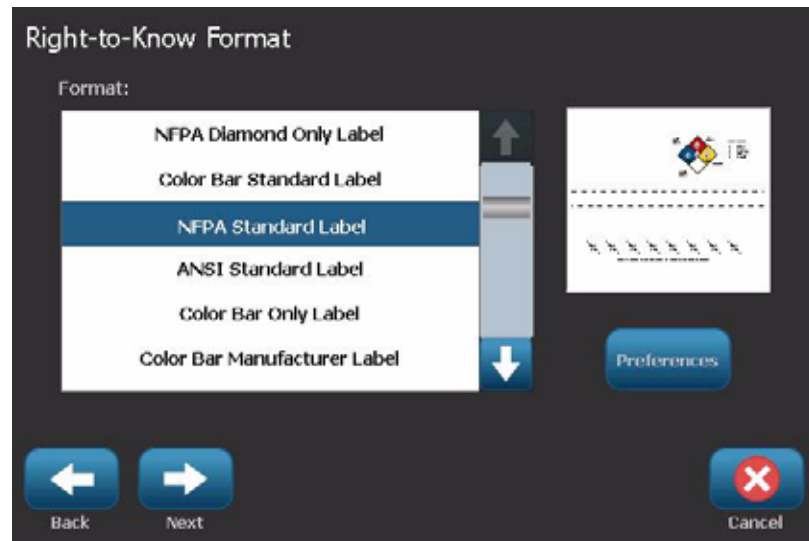 Right-to-Know Format
Format:
NFPA Diamond Only Label
Color Bar Standard Label
NFPA Standard Label
ANSI Standard Label
Color Bar Only Label
Color Bar Manufacturer Label
Preferences
Back
Next
Cancel